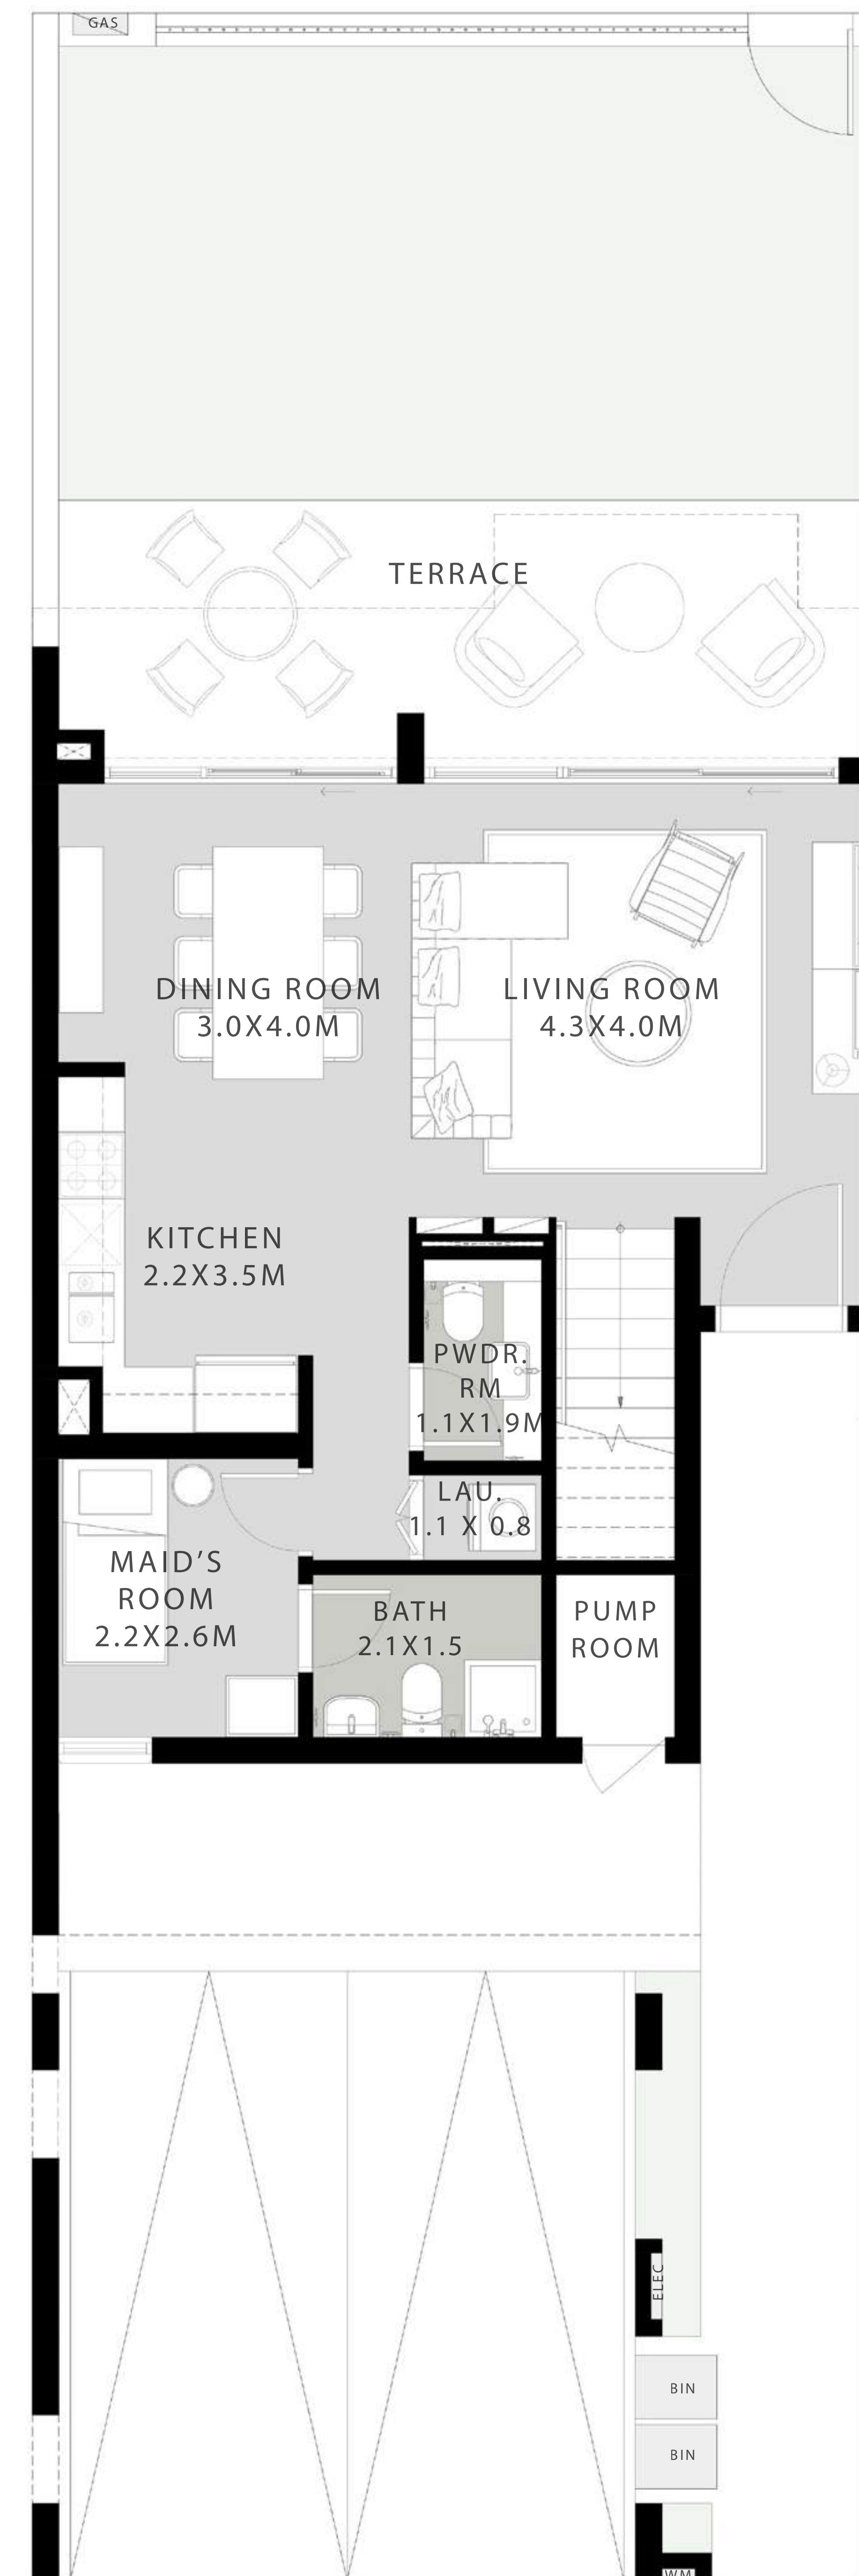 GAS
TERRACE
DINING ROOM
3.0X4.0M
LIVING ROOM
4.3X4.0M
KITCHEN
2.2X3.5M
PWDR.
RM
1.1X1.9M
LAU.
1.1 X 0.8
MAID'S
ROOM
2.2X2.6M
BATH
2.1X1.5
PUMP
ROOM
ELEC
BIN
BIN
WM